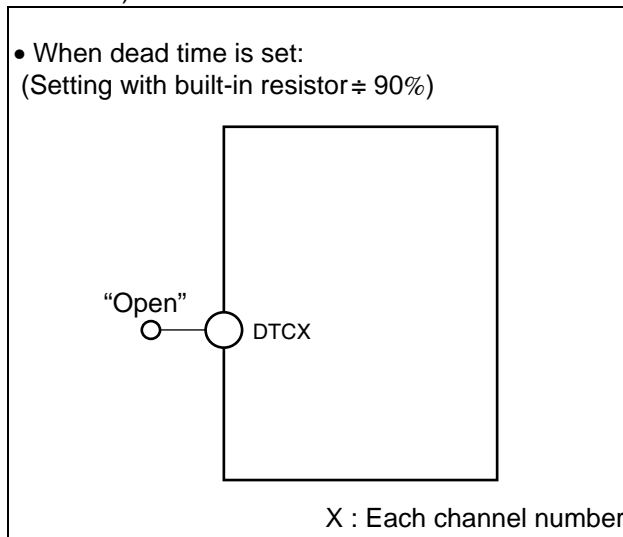 • When dead time is set:
(Setting with built-in resistor ≑ 90%)
“Open”
DTCX
X : Each channel number